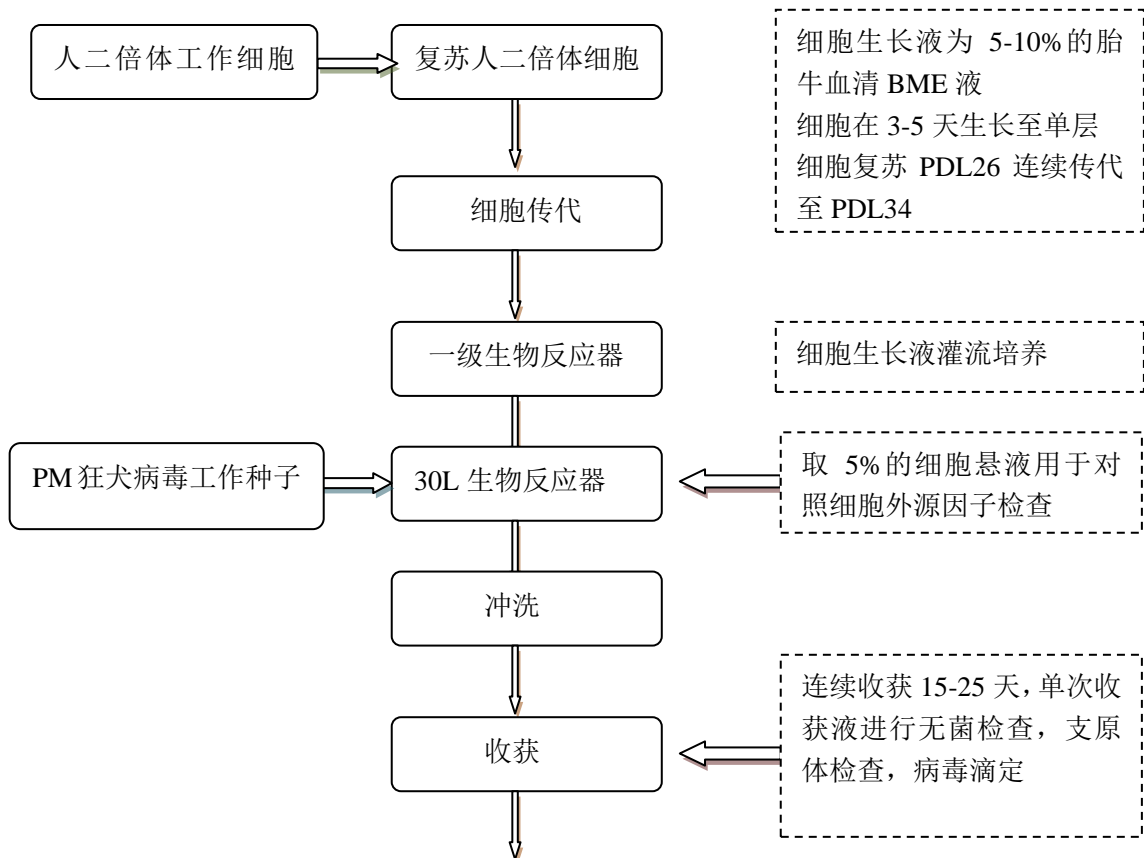 人二倍体工作细胞
复苏人二倍体细胞
细胞生长液为 5-10%的胎
牛血清 BME 液
细胞在 3-5 天生长至单层
细胞复苏 PDL26 连续传代
至 PDL34
细胞传代
一级生物反应器
细胞生长液灌流培养
PM 狂犬病毒工作种子
30L 生物反应器
取 5%的细胞悬液用于对
照细胞外源因子检查
冲洗
收获
连续收获 15-25 天，单次收
获液进行无菌检查，支原
体检查，病毒滴定